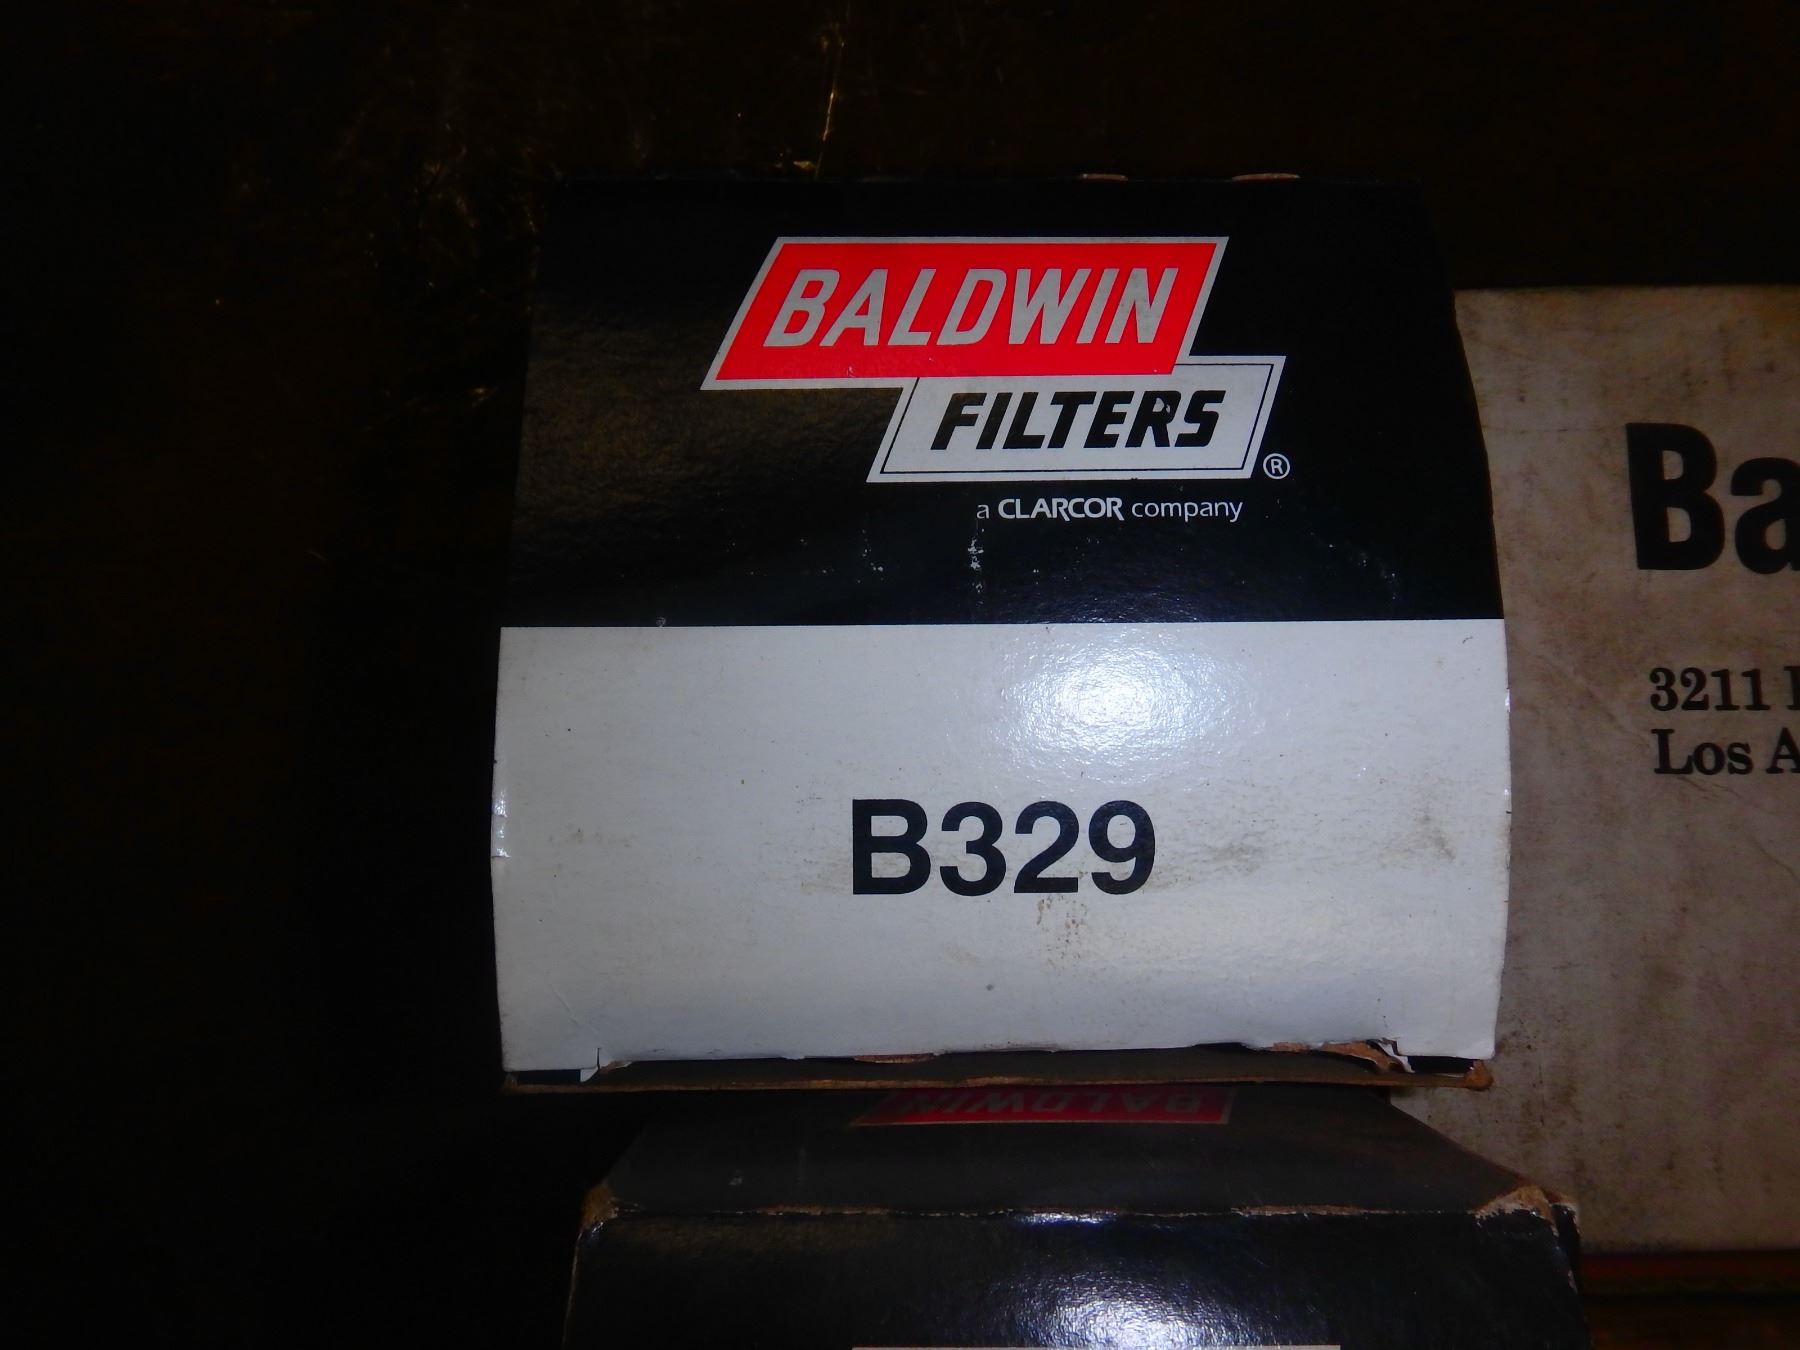 BALDWIN
FILTERS
®
a CLARCOR company
B329
Ba
3211
Los A
BALDWIN